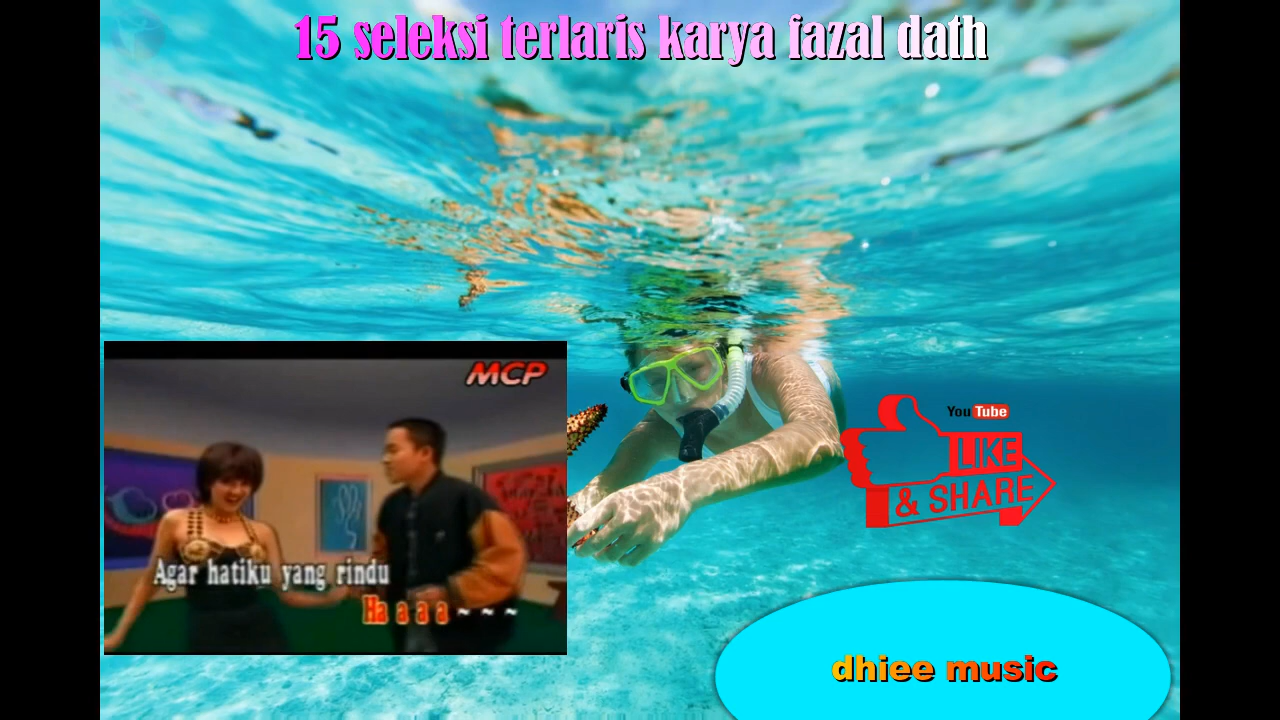 15 seleksi terlaris karya fazal dath
MCP
Agar hatiku yang rindu
Ha a a a ~ ~ ~
YouTube
LIKE
& SHARE
dhiee music